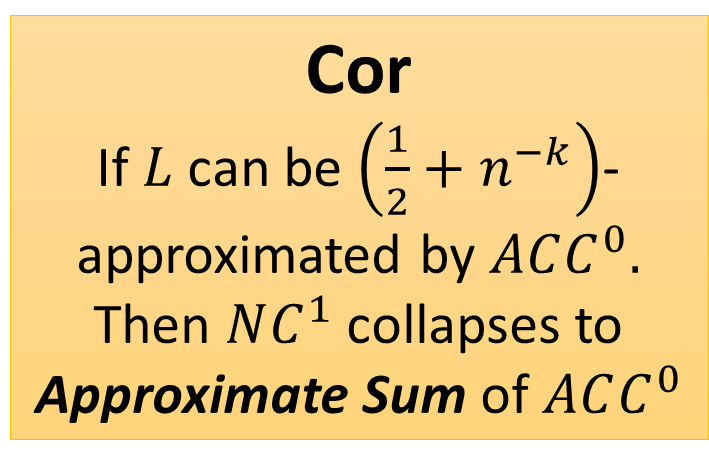 Cor
If L can be (1/2 + n^{-k})-
approximated by ACC^0.
Then NC^1 collapses to
Approximate Sum of ACC^0